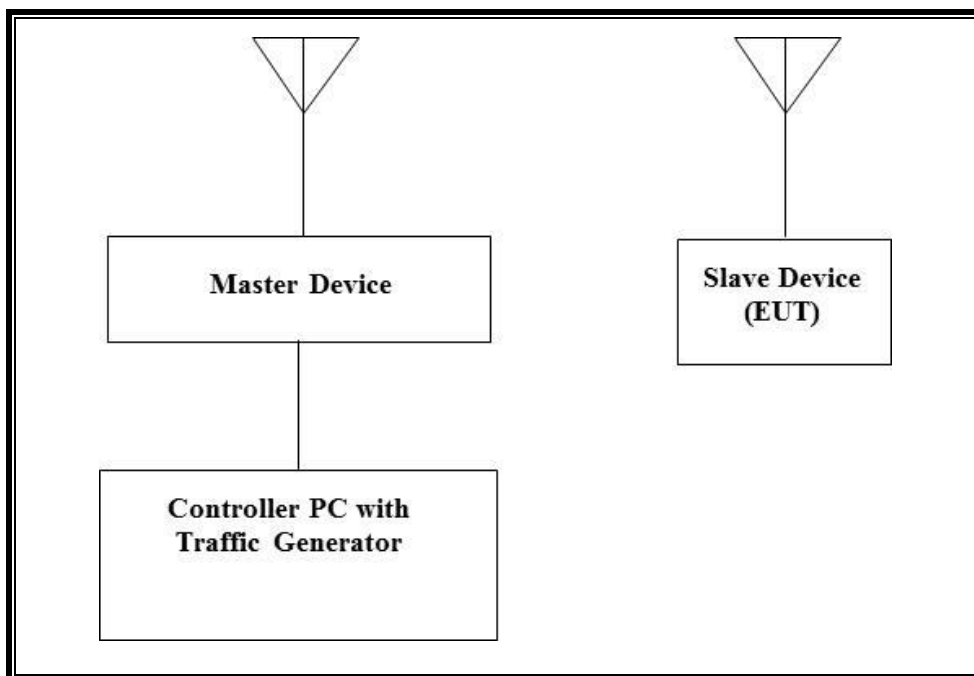 Master Device
Slave Device
(EUT)
Controller PC with
Traffic Generator